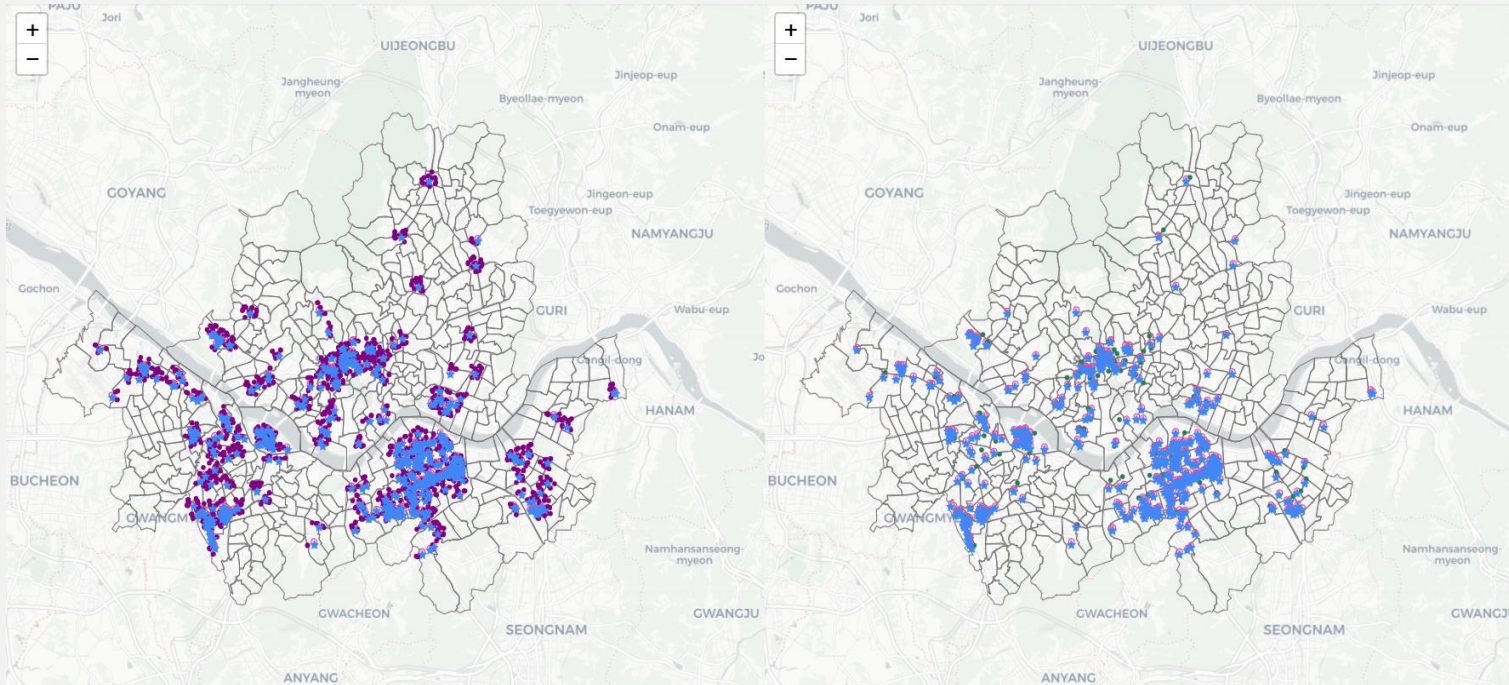 PAJU
Jori
+
−
UIJEONGBU
Jangheung-
myeon
Jinjeop-eup
Byeollae-myeon
Onam-eup
GOYANG
Jingeon-eup
Toegyewon-eup
NAMYANGJU
Gochon
GURI
Wabu-eup
Jo
Cangil-dong
HANAM
BUCHEON
GWANGM
Namhansanseong-
myeon
GWACHEON
GWANGJU
SEONGNAM
ANYANG
PAJU
Jori
+
−
UIJEONGBU
Jangheung-
myeon
Jinjeop-eup
Byeollae-myeon
Onam-eup
GOYANG
Jingeon-eup
Toegyewon-eup
NAMYANGJU
Gochon
GURI
Wabu-eup
Cangil-dong
HANAM
BUCHEON
GWANGMY
Namhansanseong-
myeon
GWACHEON
GWANGJU
SEONGNAM
ANYANG